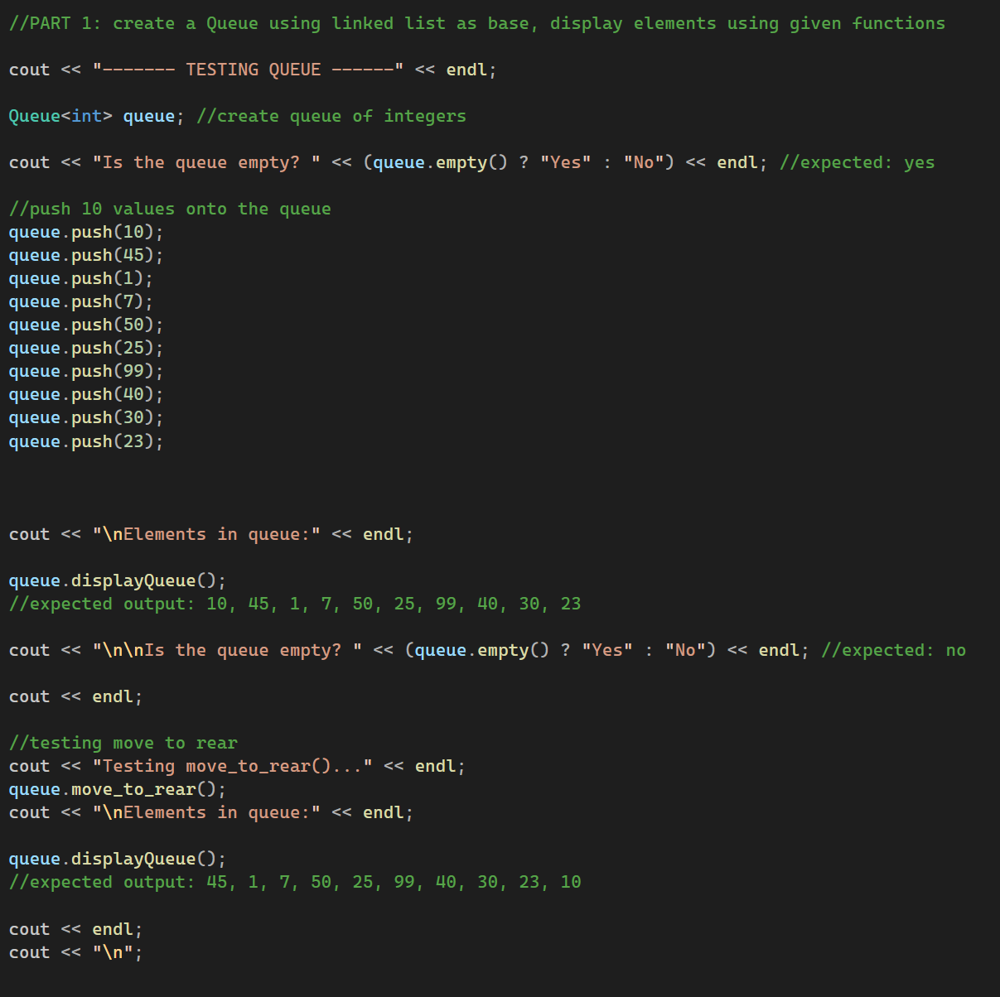 //PART 1: create a Queue using linked list as base, display elements using given functions
cout << "------- TESTING QUEUE ------" << endl;
Queue<int> queue; //create queue of integers
cout << "Is the queue empty? " << (queue.empty() ? "Yes" : "No") << endl; //expected: yes
//push 10 values onto the queue
queue.push(10);
queue.push(45);
queue.push(1);
queue.push(7);
queue.push(50);
queue.push(25);
queue.push(99);
queue.push(40);
queue.push(30);
queue.push(23);
cout << "\nElements in queue:" << endl;
queue.displayQueue();
//expected output: 10, 45, 1, 7, 50, 25, 99, 40, 30, 23
cout << "\n\nIs the queue empty? " << (queue.empty() ? "Yes" : "No") << endl; //expected: no
cout << endl;
//testing move to rear
cout << "Testing move_to_rear()..." << endl;
queue.move_to_rear();
cout << "\nElements in queue:" << endl;
queue.displayQueue();
//expected output: 45, 1, 7, 50, 25, 99, 40, 30, 23, 10
cout << endl;
cout << "\n";